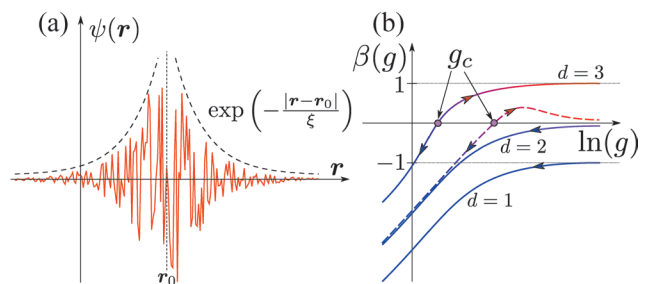 (a)
ψ(r)
exp(−|r−r₀|/ξ)
r
r₀
(b)
β(g)
g_c
1
d = 3
ln(g)
−1
d = 2
d = 1